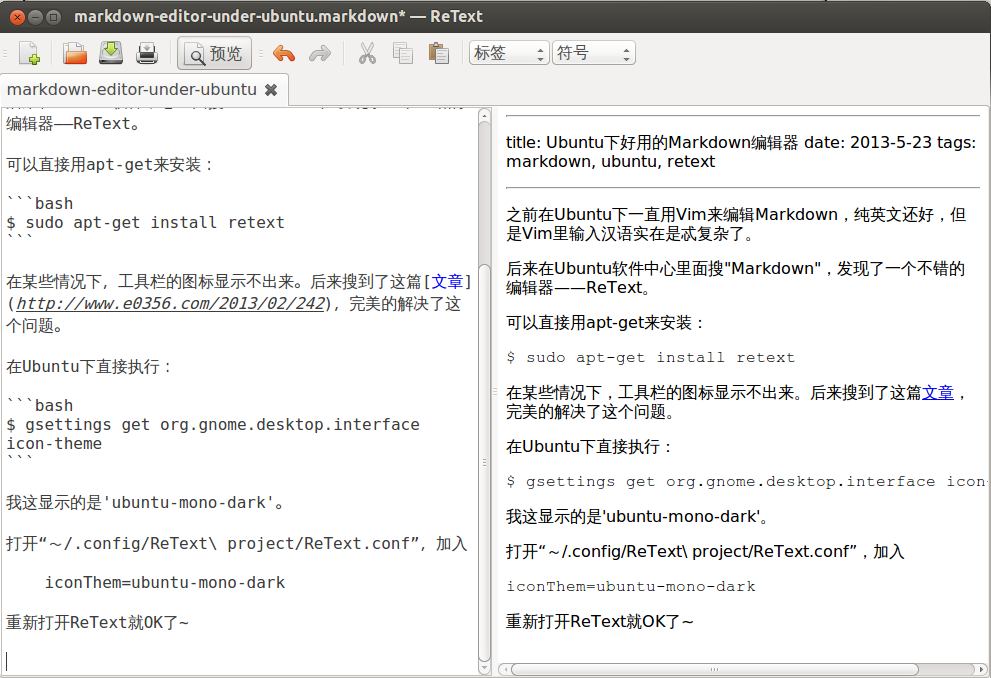 markdown-editor-under-ubuntu.markdown* — ReText
预览
标签
符号
markdown-editor-under-ubuntu
编辑器——ReText。
可以直接用apt-get来安装：
```bash
$ sudo apt-get install retext
```
在某些情况下，工具栏的图标显示不出来。后来搜到了这篇[文章]
(http://www.e0356.com/2013/02/242)，完美的解决了这
个问题。
在Ubuntu下直接执行：
```bash
$ gsettings get org.gnome.desktop.interface
icon-theme
```
我这显示的是'ubuntu-mono-dark'。
打开“～/.config/ReText\ project/ReText.conf”，加入
iconThem=ubuntu-mono-dark
重新打开ReText就OK了~
title: Ubuntu下好用的Markdown编辑器 date: 2013-5-23 tags:
markdown, ubuntu, retext
之前在Ubuntu下一直用Vim来编辑Markdown，纯英文还好，但
是Vim里输入汉语实在是忒复杂了。
后来在Ubuntu软件中心里面搜"Markdown"，发现了一个不错的
编辑器——ReText。
可以直接用apt-get来安装：
$ sudo apt-get install retext
在某些情况下，工具栏的图标显示不出来。后来搜到了这篇文章，
完美的解决了这个问题。
在Ubuntu下直接执行：
$ gsettings get org.gnome.desktop.interface icon-
我这显示的是'ubuntu-mono-dark'。
打开“～/.config/ReText\ project/ReText.conf”，加入
iconThem=ubuntu-mono-dark
重新打开ReText就OK了~